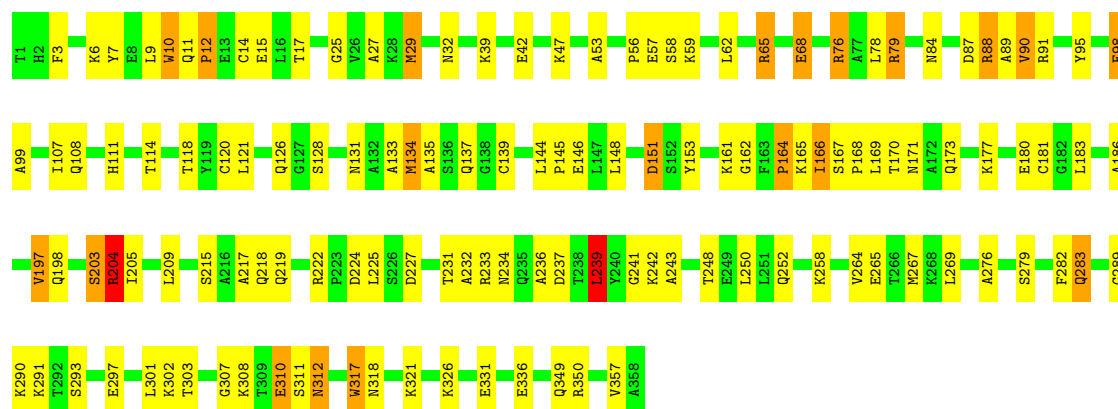 T1 H2 F3 K6 Y7 E8 L9 W10 Q11 P12 E13 C14 E15 L16 T17 G25 V26 A27 K28 M29 N32 K39 E42 K47 A53 P56 E57 S58 K59 L62 R65 E68 R76 A77 L78 R79 N84 D87 R88 A89 V90 R91 Y95
A99 I107 Q108 H111 T114 T118 Y119 C120 L121 Q126 G127 S128 N131 A132 A133 M134 A135 S136 Q137 G138 C139 L144 P145 E146 L147 L148 D151 S152 Y153 K161 G162 F163 P164 K165 I166 S167 P168 L169 T170 N171 A172 Q173 K177 E180 C181 G182 L183 A186
V197 Q198 S203 R204 I205 L209 S215 A216 A217 Q218 Q219 R222 P223 D224 L225 S226 D227 T231 A232 R233 N234 Q235 A236 D237 T238 L239 Y240 G241 K242 A243 T248 E249 L250 L251 Q252 K258 V264 E265 T266 M267 K268 L269 A276 S279 F282 Q283
K290 K291 T292 S293 E297 L301 K302 T303 G307 K308 T309 E310 S311 N312 W317 N318 K321 K326 E331 E336 Q349 R350 V357 A358